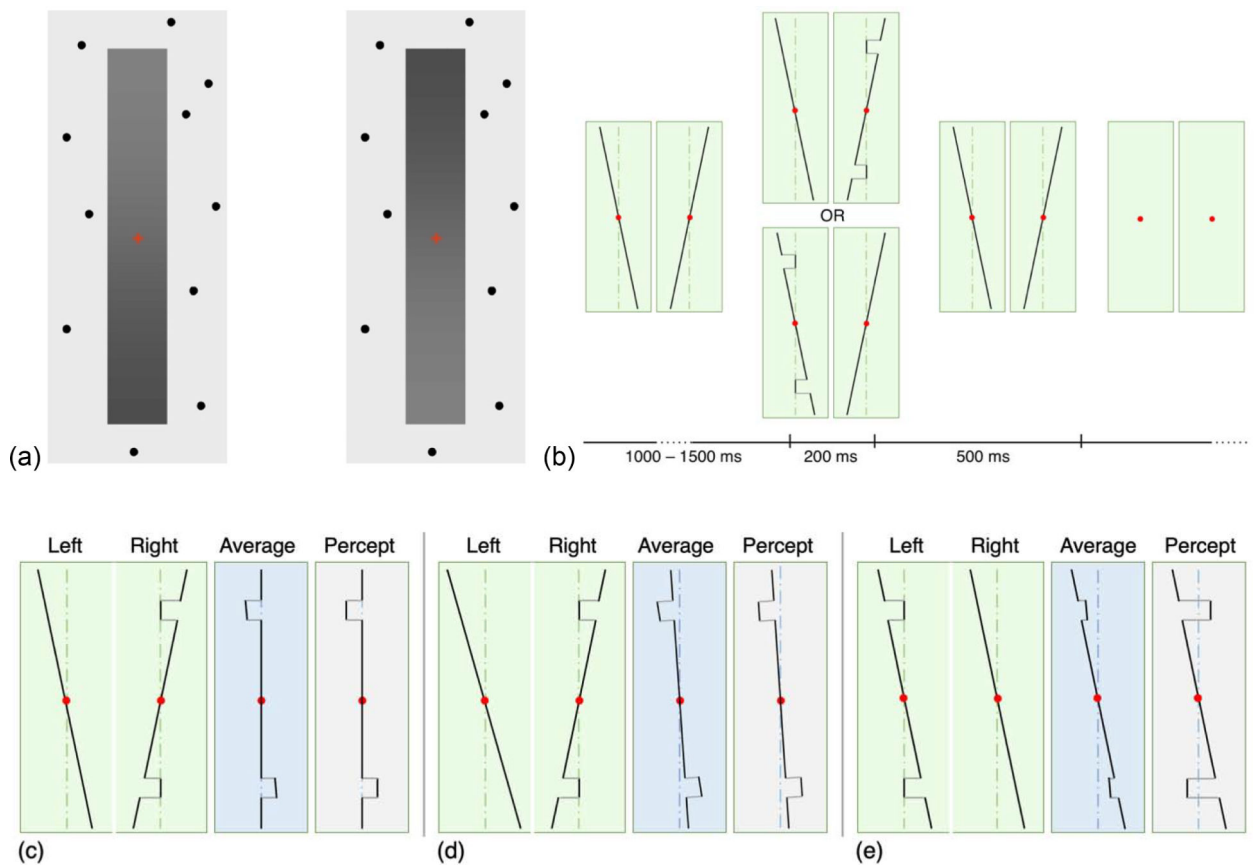 OR
(a)
(b)
1000 – 1500 ms 200 ms 500 ms
Left Right Average Percept Left Right Average Percept Left Right Average Percept
(c) (d) (e)